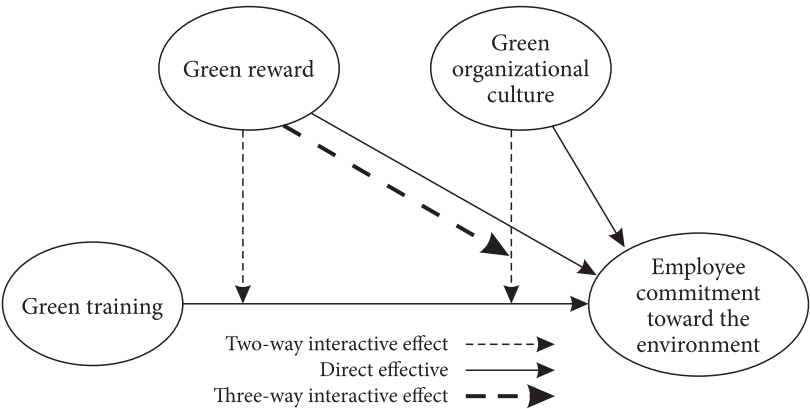 Green reward
Green
organizational
culture
Green training
Employee
commitment
toward the
environment
Two-way interactive effect
Direct effective
Three-way interactive effect